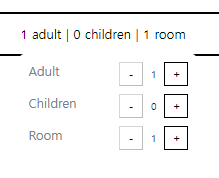 1 adult | 0 children | 1 room
Adult - 1 +
Children - 0 +
Room - 1 +